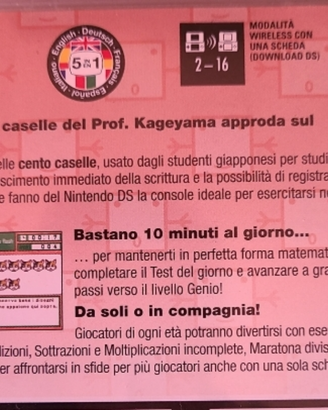 English · Deutsch · Français · Español · Italiano ·
5 IN 1
MODALITÀ
WIRELESS CON
UNA SCHEDA
(DOWNLOAD DS)
2 – 16
caselle del Prof. Kageyama approda sul
elle cento caselle, usato dagli studenti giapponesi per studi
scimento immediato della scrittura e la possibilità di registra
e fanno del Nintendo DS la console ideale per esercitarsi n
Bastano 10 minuti al giorno...
… per mantenerti in perfetta forma matemat
completare il Test del giorno e avanzare a gra
passi verso il livello Genio!
Da soli o in compagnia!
Giocatori di ogni età potranno divertirsi con ese
dizioni, Sottrazioni e Moltiplicazioni incomplete, Maratona divis
er affrontarsi in sfide per più giocatori anche con una sola sch